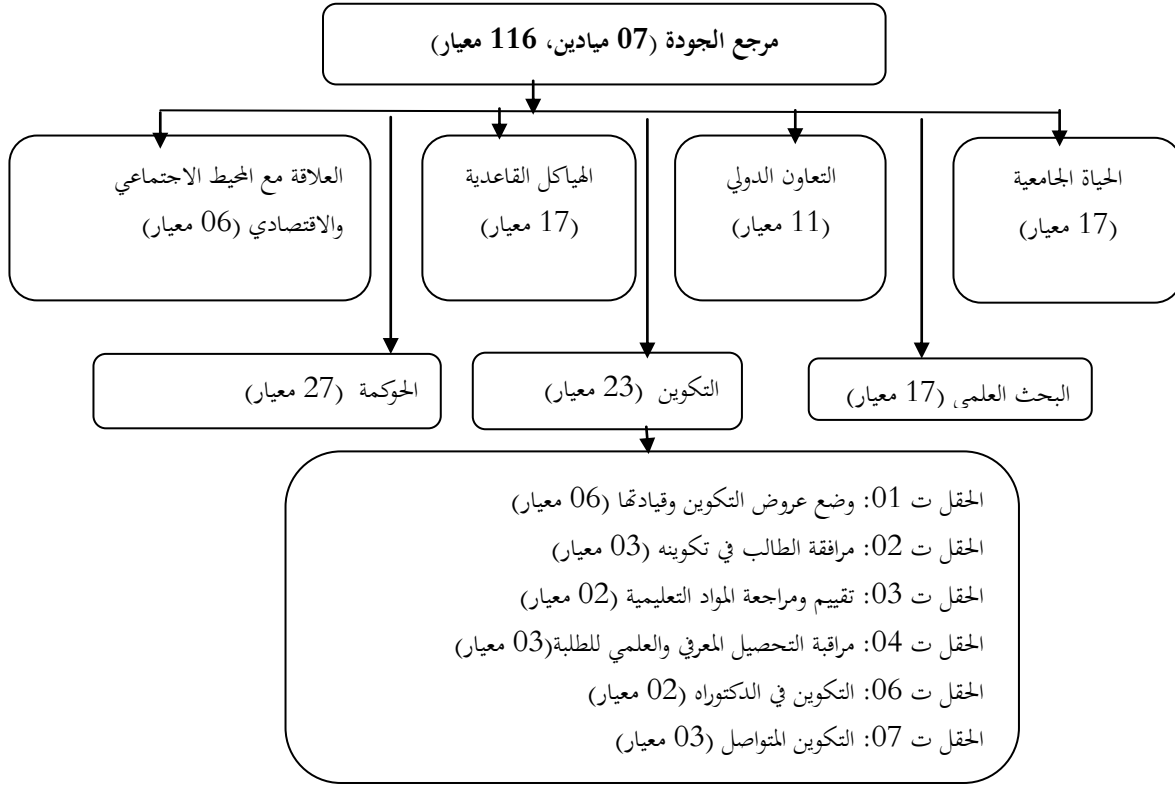 مرجع الجودة (07 ميادين، 116 معيار)
الحياة الجامعية
(17 معيار)
التعاون الدولي
(11 معيار)
الهياكل القاعدية
(17 معيار)
العلاقة مع المحيط الاجتماعي
والاقتصادي (06 معيار)
البحث العلمي (17 معيار)
التكوين (23 معيار)
الحوكمة (27 معيار)
الحقل ت 01: وضع عروض التكوين وقيادتها (06 معيار)
الحقل ت 02: مرافقة الطالب في تكوينه (03 معيار)
الحقل ت 03: تقييم ومراجعة المواد التعليمية (02 معيار)
الحقل ت 04: مراقبة التحصيل المعرفي والعلمي للطلبة(03 معيار)
الحقل ت 06: التكوين في الدكتوراه (02 معيار)
الحقل ت 07: التكوين المتواصل (03 معيار)